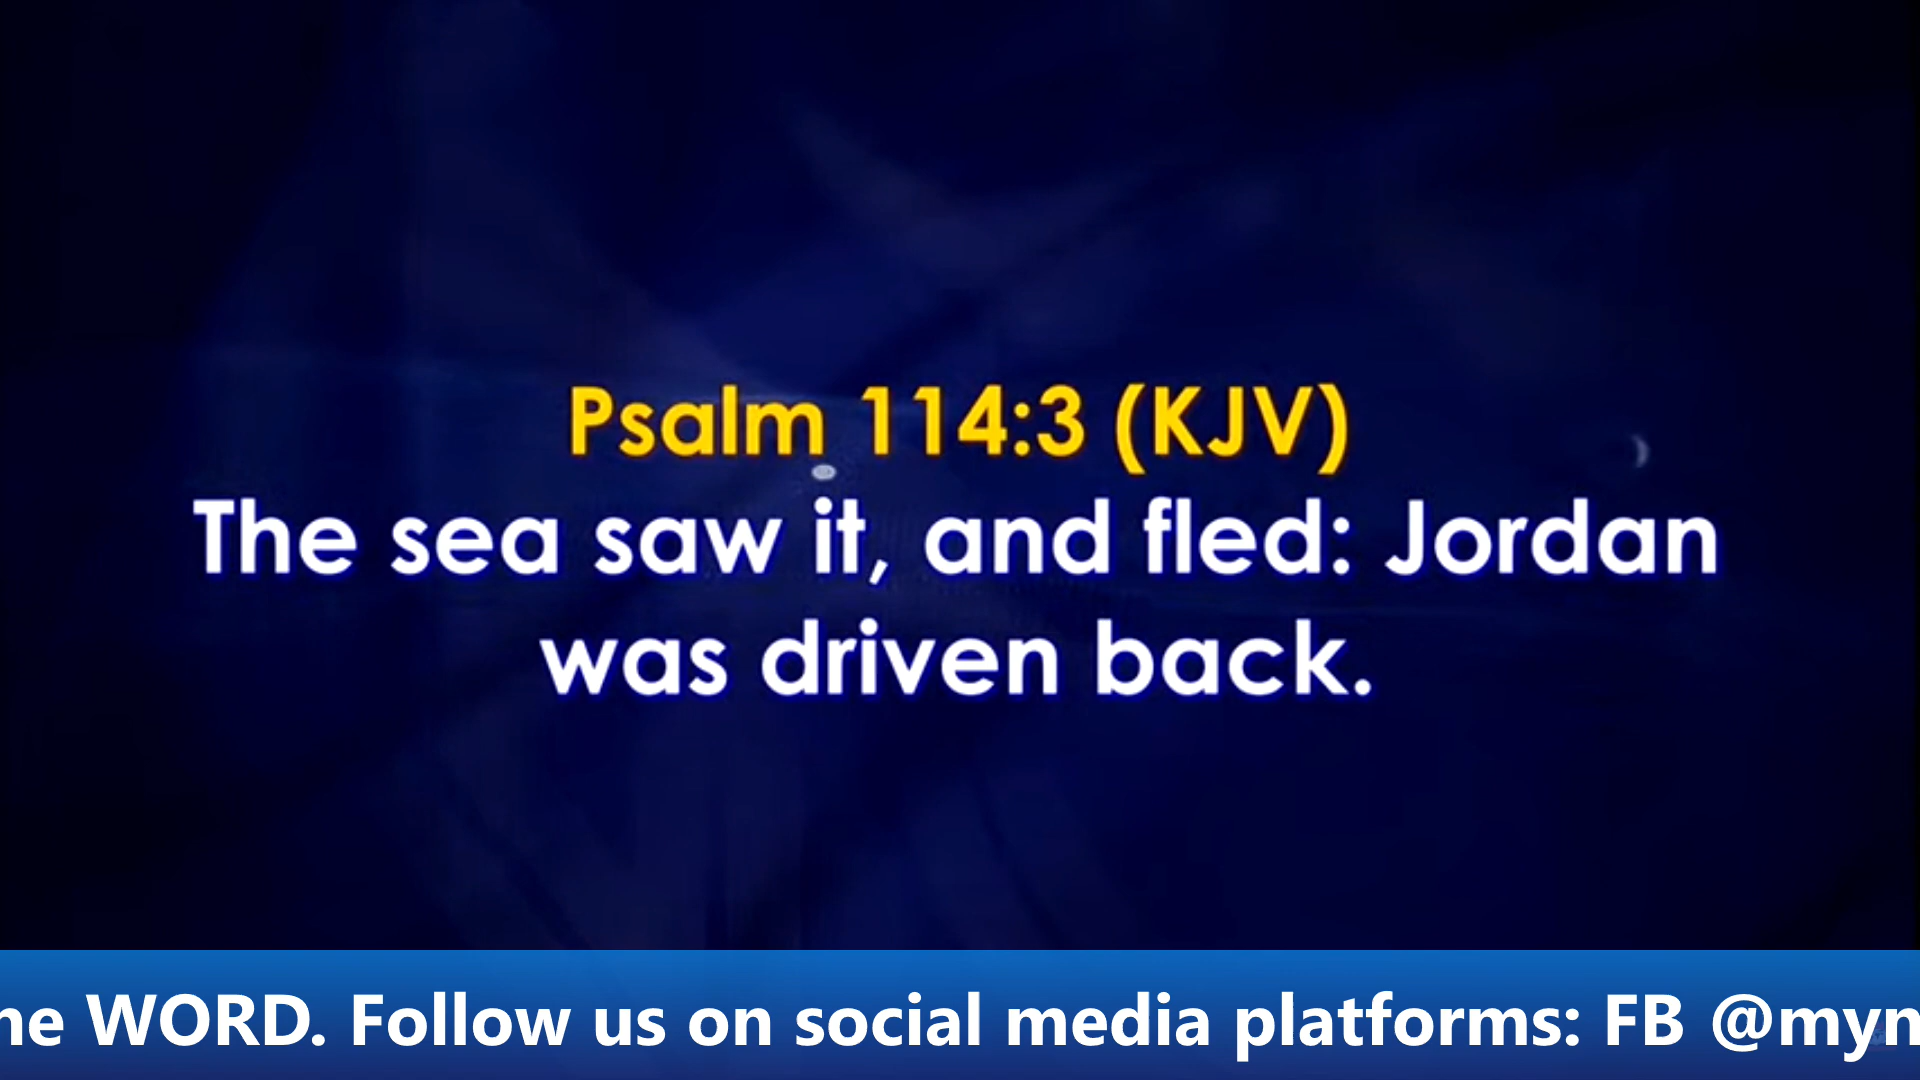 Psalm 114:3 (KJV)
The sea saw it, and fled: Jordan
was driven back.
WORD. Follow us on social media platforms: FB